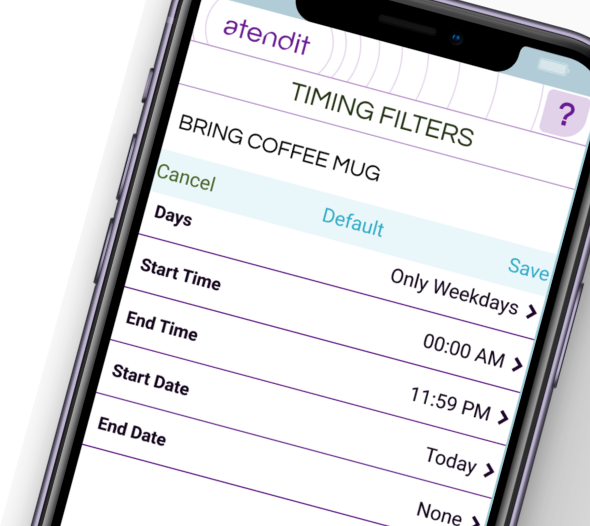 atendit
?
TIMING FILTERS
BRING COFFEE MUG
Cancel Default Save
Days Only Weekdays
Start Time 00:00 AM
End Time 11:59 PM
Start Date Today
End Date None